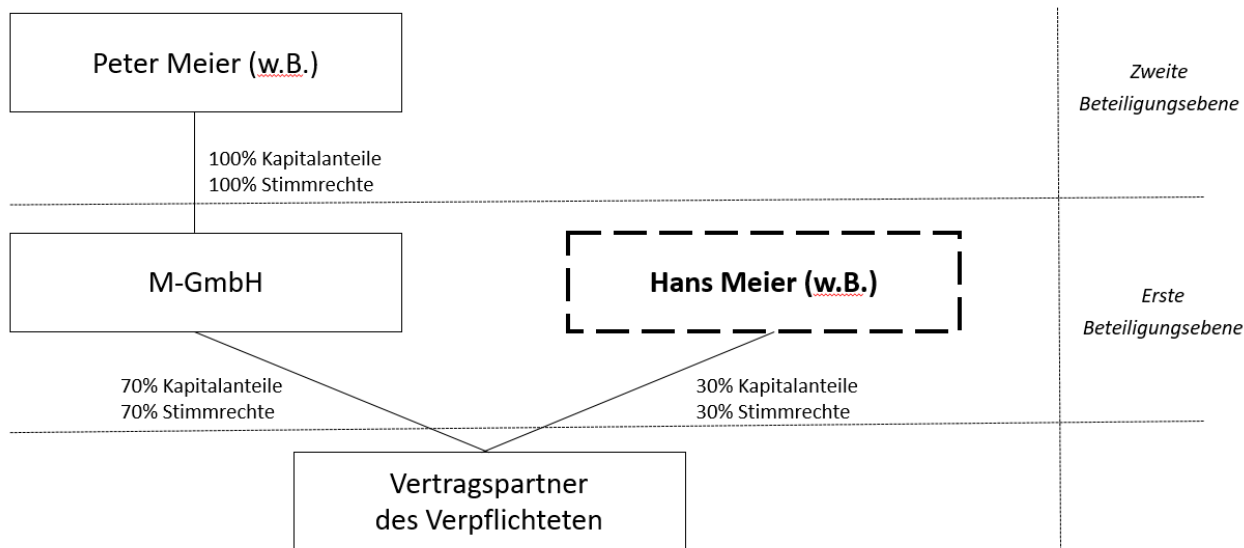 Peter Meier (w.B.)
Zweite
Beteiligungsebene
100% Kapitalanteile
100% Stimmrechte
M-GmbH
Hans Meier (w.B.)
Erste
Beteiligungsebene
70% Kapitalanteile
70% Stimmrechte
30% Kapitalanteile
30% Stimmrechte
Vertragspartner
des Verpflichteten